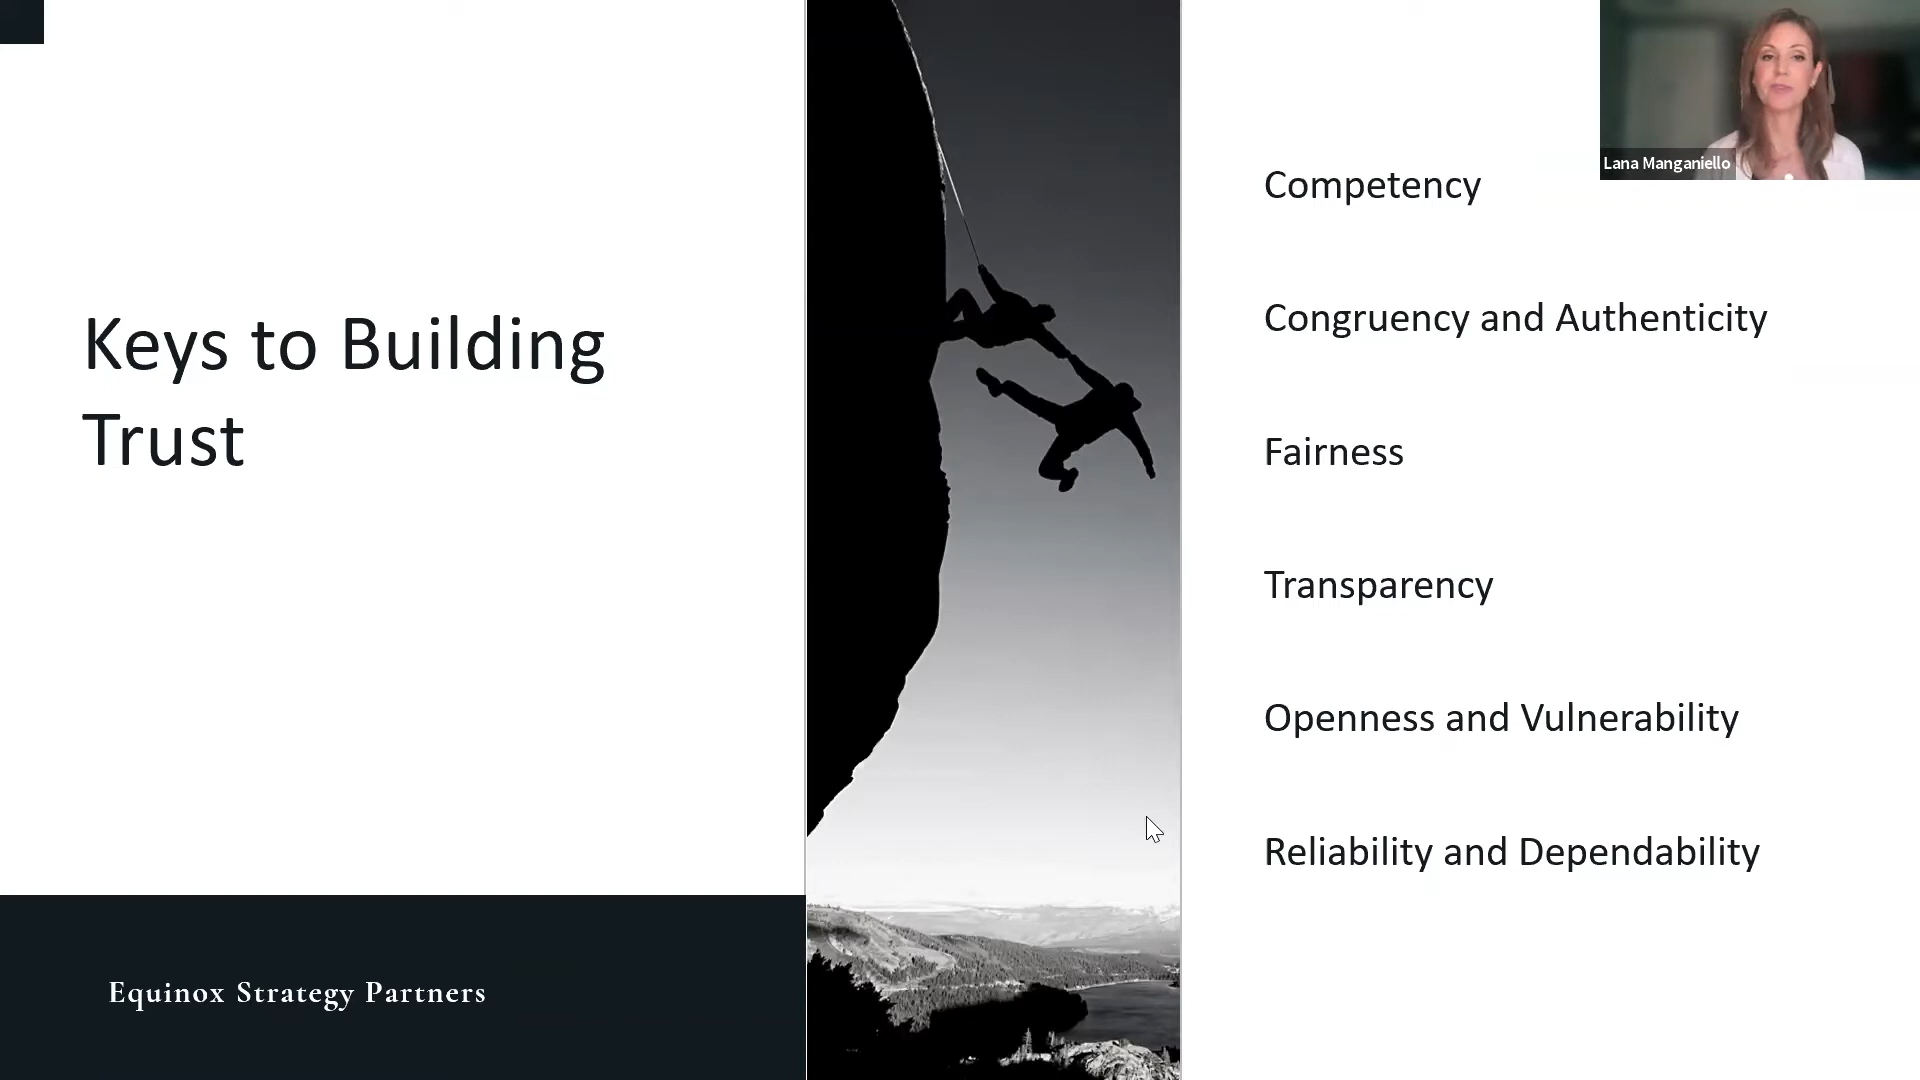 Keys to Building
Trust
Equinox Strategy Partners
Competency
Congruency and Authenticity
Fairness
Transparency
Openness and Vulnerability
Reliability and Dependability
Lana Manganiello